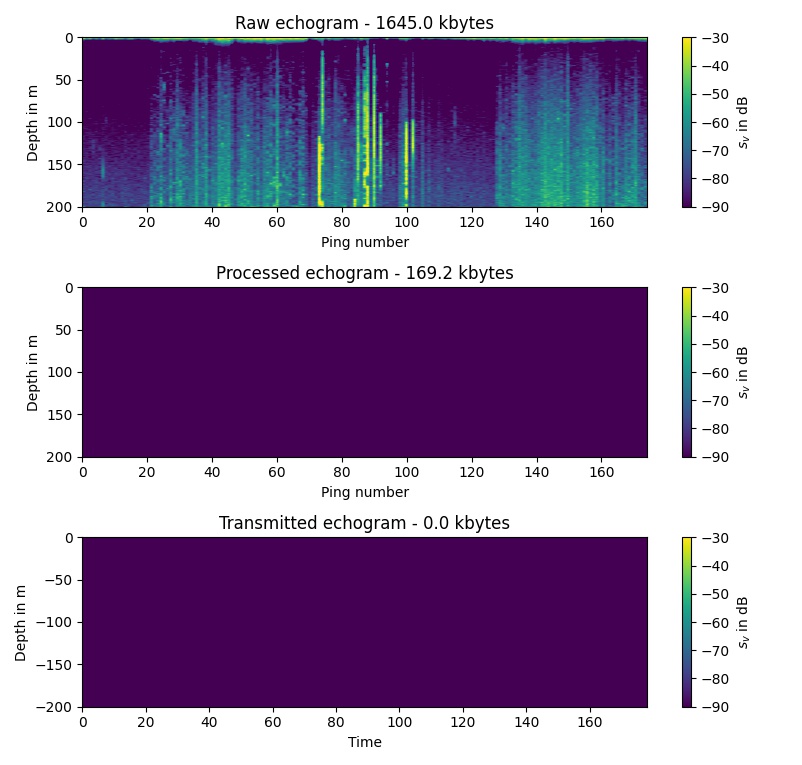 Raw echogram - 1645.0 kbytes
0
50
100
150
200
Depth in m
0 20 40 60 80 100 120 140 160
Ping number
−30
−40
−50
−60
−70
−80
−90
sᵥ in dB
Processed echogram - 169.2 kbytes
0
50
100
150
200
Depth in m
0 20 40 60 80 100 120 140 160
Ping number
−30
−40
−50
−60
−70
−80
−90
sᵥ in dB
Transmitted echogram - 0.0 kbytes
0
−50
−100
−150
−200
Depth in m
0 20 40 60 80 100 120 140 160
Time
−30
−40
−50
−60
−70
−80
−90
sᵥ in dB